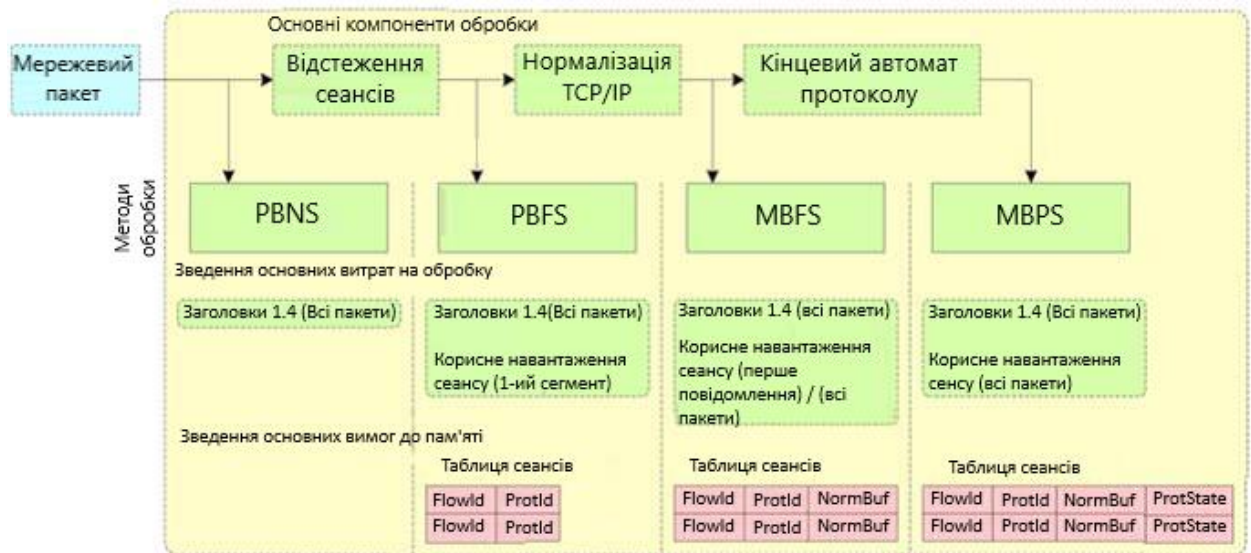 Основні компоненти обробки
Мережевий
пакет
Відстеження
сеансів
Нормалізація
TCP/IP
Кінцевий автомат
протоколу
Методи
обробки
PBNS
PBFS
MBFS
MBPS
Зведення основних витрат на обробку
Заголовки 1.4 (Всі пакети)
Заголовки 1.4(Всі пакети)
Корисне навантаження
сеансу (1-ий сегмент)
Заголовки 1.4 (всі пакети)
Корисне навантаження
сеансу (перше
повідомлення) / (всі
пакети)
Заголовки 1.4 (Всі пакети)
Корисне навантаження
сенсу (всі пакети)
Зведення основних вимог до пам'яті
Таблиця сеансів
FlowId ProtId
FlowId ProtId
Таблиця сеансів
FlowId ProtId NormBuf
FlowId ProtId NormBuf
Таблиця сеансів
FlowId ProtId NormBuf ProtState
FlowId ProtId NormBuf ProtState